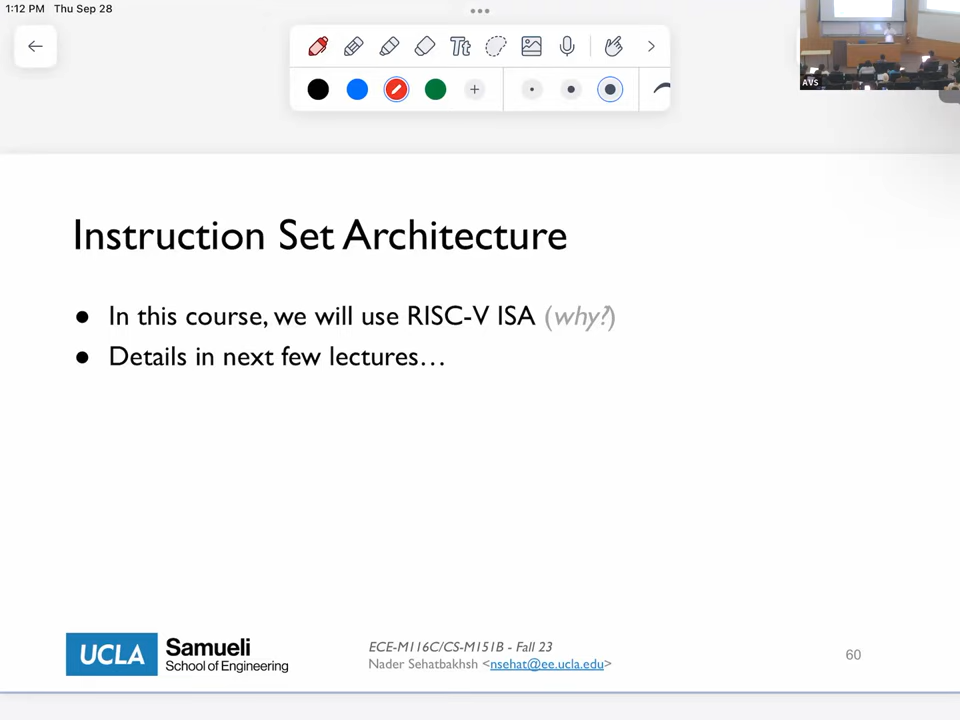 1:12 PM Thu Sep 28
Tt
AVS
Instruction Set Architecture
● In this course, we will use RISC-V ISA (why?)
● Details in next few lectures…
UCLA Samueli
School of Engineering
ECE-M116C/CS-M151B - Fall 23
Nader Sehatbakhsh <nsehat@ee.ucla.edu>
60